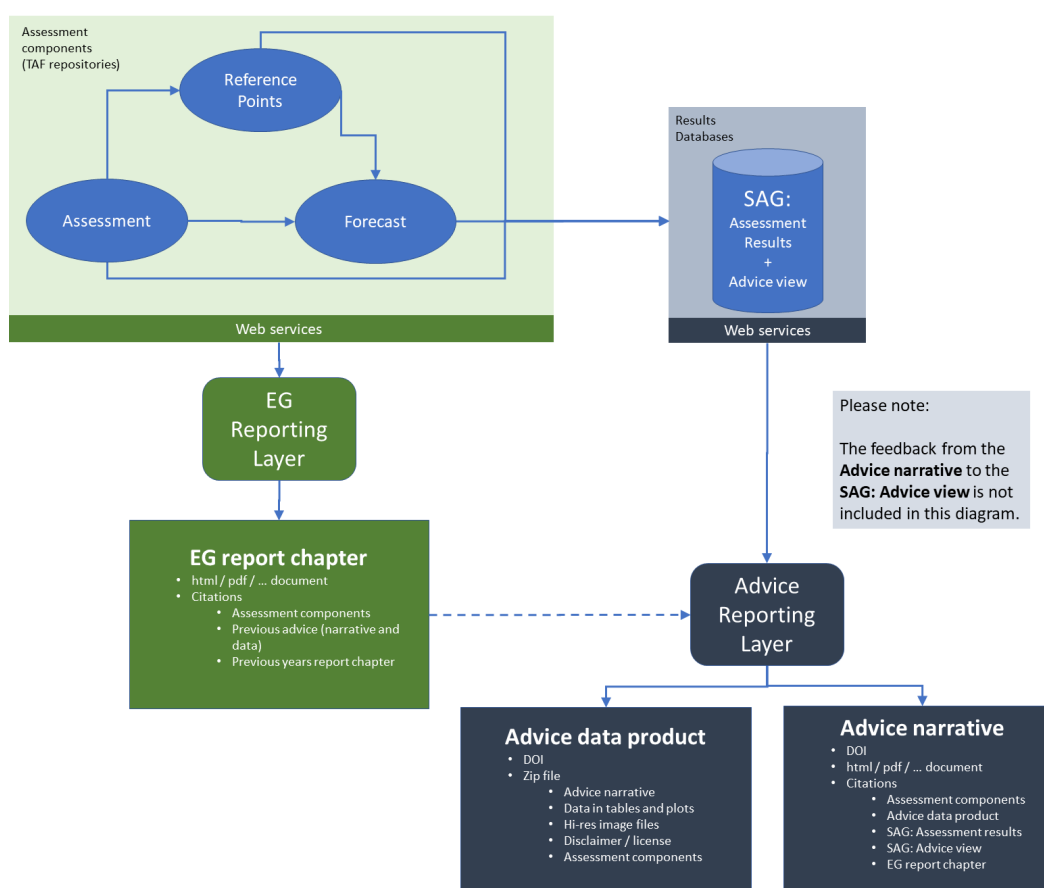 Assessment
components
(TAF repositories)
Reference
Points
Assessment
Forecast
Web services
Results
Databases
SAG:
Assessment
Results
+
Advice view
Web services
EG
Reporting
Layer
Please note:
The feedback from the
Advice narrative to the
SAG: Advice view is not
included in this diagram.
EG report chapter
• html / pdf / ... document
• Citations
• Assessment components
• Previous advice (narrative and
data)
• Previous years report chapter
Advice
Reporting
Layer
Advice data product
• DOI
• Zip file
• Advice narrative
• Data in tables and plots
• Hi-res image files
• Disclaimer / license
• Assessment components
Advice narrative
• DOI
• html / pdf / ... document
• Citations
• Assessment components
• Advice data product
• SAG: Assessment results
• SAG: Advice view
• EG report chapter